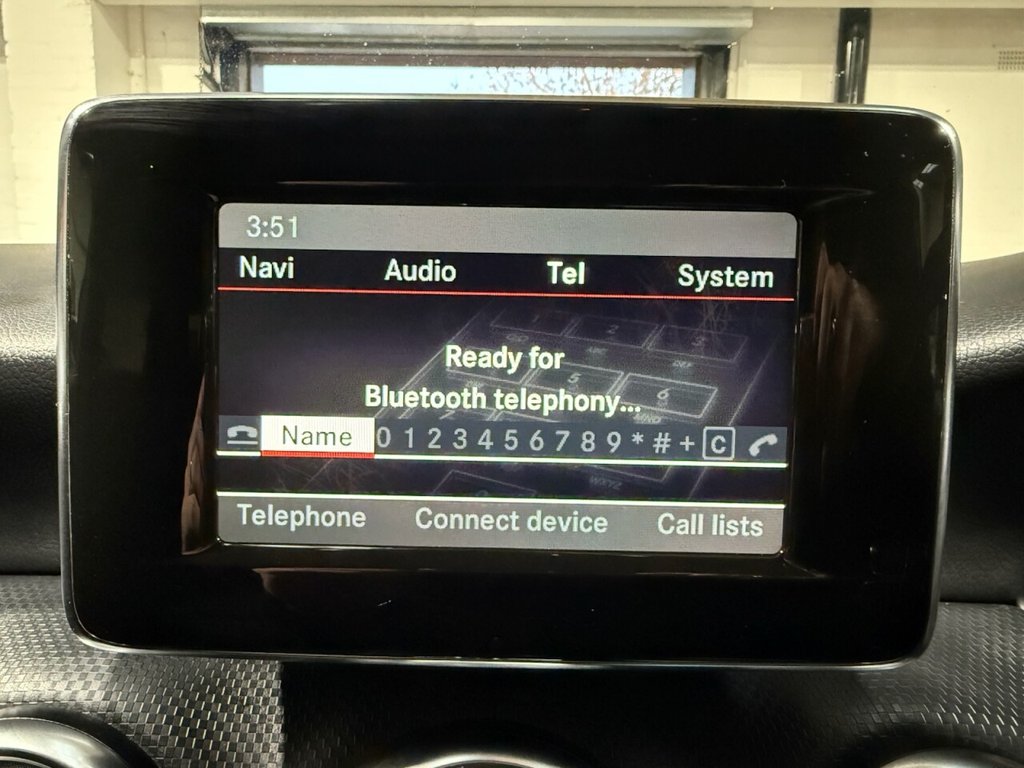 3:51
Navi Audio Tel System
Ready for
Bluetooth telephony...
Name 0 1 2 3 4 5 6 7 8 9 * # + C
Telephone Connect device Call lists